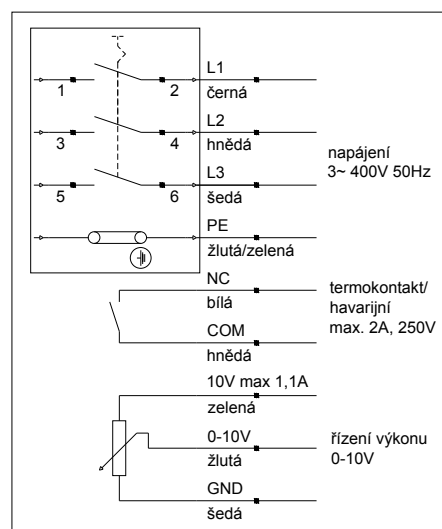 L1
1 2
černá
L2
3 4
hnědá
napájení
3~ 400V 50Hz
L3
5 6
šedá
PE
žlutá/zelená
NC
bílá
termokontakt/
havarijní
max. 2A, 250V
COM
hnědá
10V max 1,1A
zelená
0-10V
žlutá
řízení výkonu
0-10V
GND
šedá